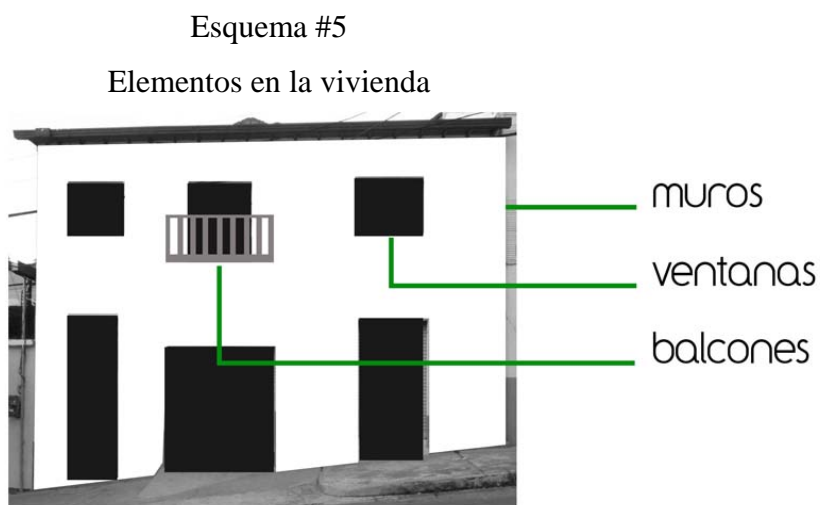 Esquema #5
Elementos en la vivienda
muros
ventanas
balcones